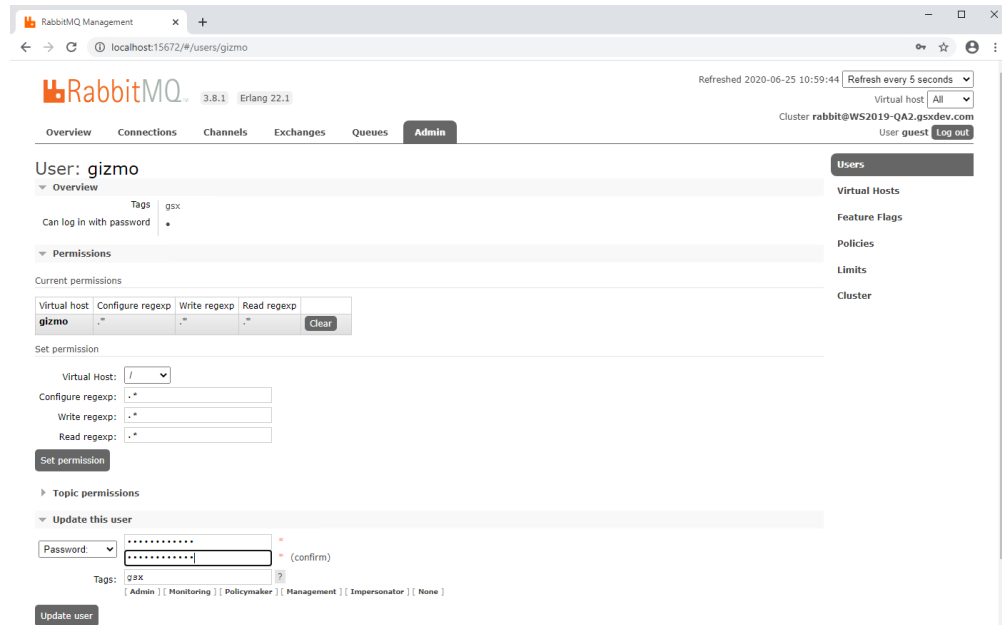 RabbitMQ Management
localhost:15672/#/users/gizmo
Refreshed 2020-06-25 10:59:44 Refresh every 5 seconds
RabbitMQ TM 3.8.1 Erlang 22.1
Virtual host All
Cluster rabbit@WS2019-QA2.gsxdev.com
User guest Log out
Overview Connections Channels Exchanges Queues Admin
User: gizmo
Users
Overview
Virtual Hosts
Tags gsx
Can log in with password •
Feature Flags
Policies
Permissions
Limits
Current permissions
Cluster
Virtual host Configure regexp Write regexp Read regexp
gizmo .* .* .* Clear
Set permission
Virtual Host: /
Configure regexp: .*
Write regexp: .*
Read regexp: .*
Set permission
Topic permissions
Update this user
Password: •••••••••••• *
•••••••••••• * (confirm)
Tags: gsx ?
[ Admin ] [ Monitoring ] [ Policymaker ] [ Management ] [ Impersonator ] [ None ]
Update user